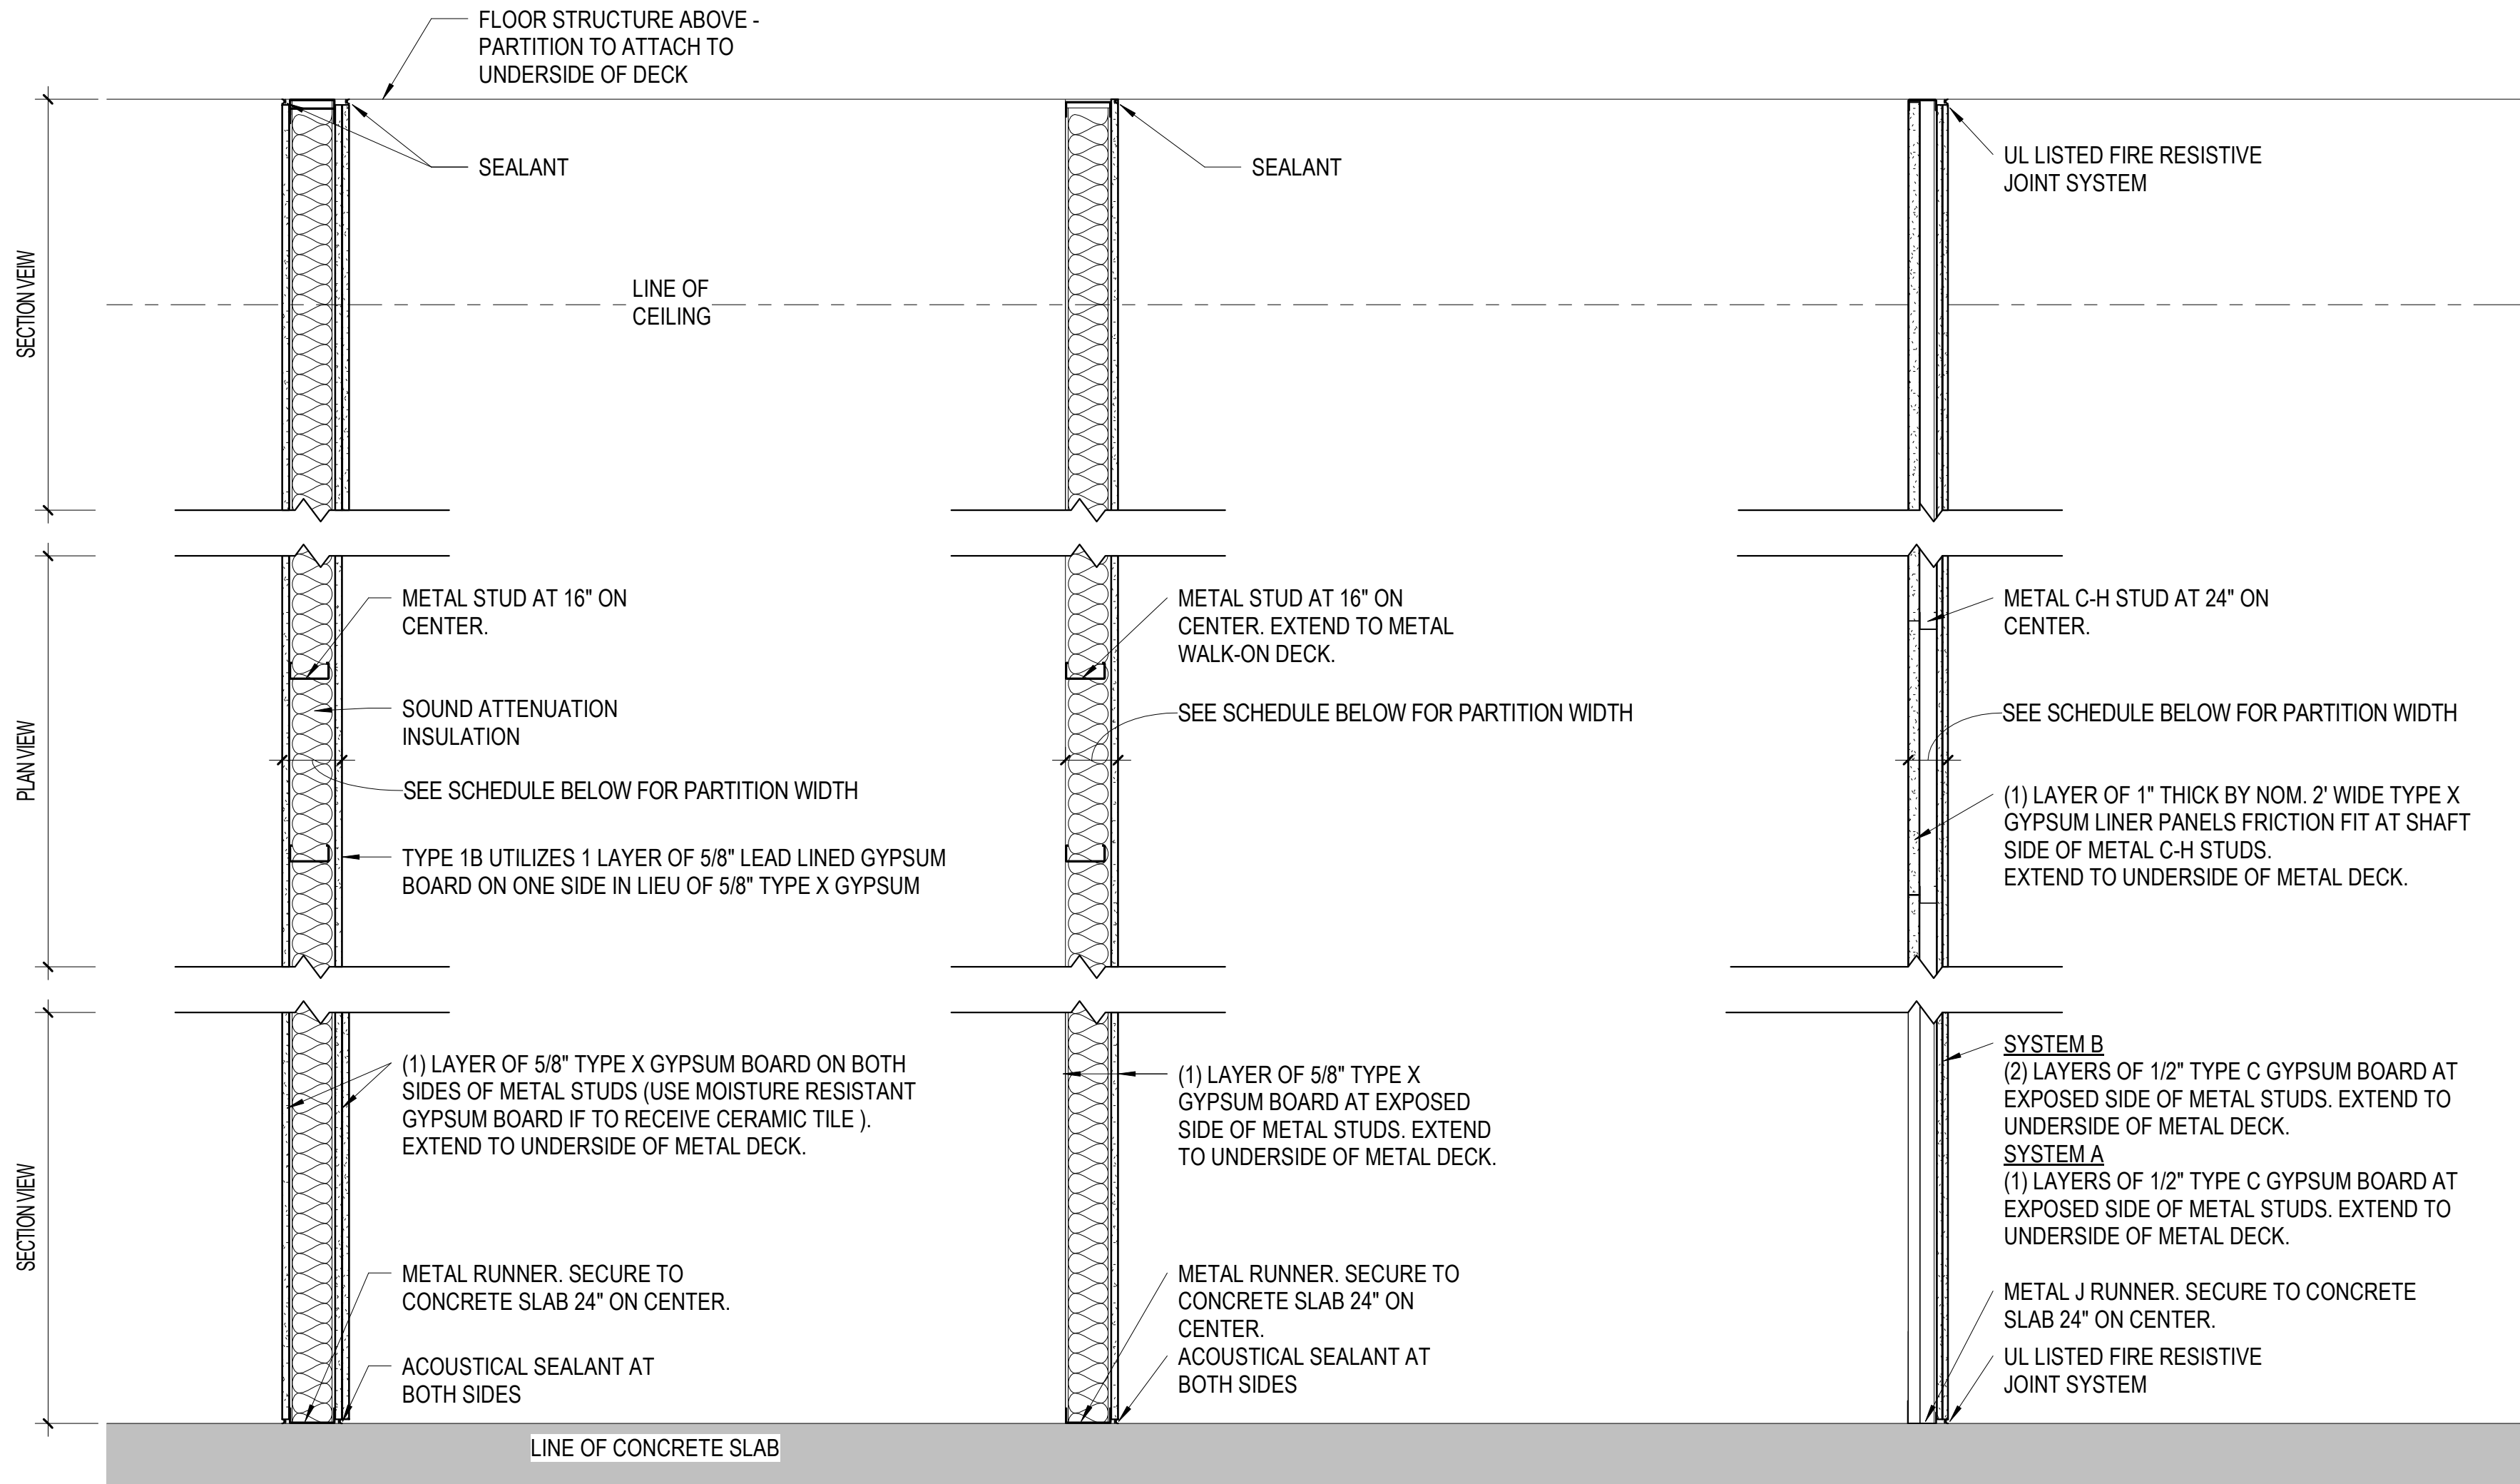 FLOOR STRUCTURE ABOVE -
PARTITION TO ATTACH TO
UNDERSIDE OF DECK
SEALANT
SEALANT
UL LISTED FIRE RESISTIVE
JOINT SYSTEM
SECTION VEIW
LINE OF
CEILING
METAL STUD AT 16" ON
CENTER.
SOUND ATTENUATION
INSULATION
SEE SCHEDULE BELOW FOR PARTITION WIDTH
TYPE 1B UTILIZES 1 LAYER OF 5/8" LEAD LINED GYPSUM
BOARD ON ONE SIDE IN LIEU OF 5/8" TYPE X GYPSUM
METAL STUD AT 16" ON
CENTER. EXTEND TO METAL
WALK-ON DECK.
SEE SCHEDULE BELOW FOR PARTITION WIDTH
METAL C-H STUD AT 24" ON
CENTER.
SEE SCHEDULE BELOW FOR PARTITION WIDTH
(1) LAYER OF 1" THICK BY NOM. 2' WIDE TYPE X
GYPSUM LINER PANELS FRICTION FIT AT SHAFT
SIDE OF METAL C-H STUDS.
EXTEND TO UNDERSIDE OF METAL DECK.
PLAN VIEW
(1) LAYER OF 5/8" TYPE X GYPSUM BOARD ON BOTH
SIDES OF METAL STUDS (USE MOISTURE RESISTANT
GYPSUM BOARD IF TO RECEIVE CERAMIC TILE ).
EXTEND TO UNDERSIDE OF METAL DECK.
METAL RUNNER. SECURE TO
CONCRETE SLAB 24" ON CENTER.
ACOUSTICAL SEALANT AT
BOTH SIDES
(1) LAYER OF 5/8" TYPE X
GYPSUM BOARD AT EXPOSED
SIDE OF METAL STUDS. EXTEND
TO UNDERSIDE OF METAL DECK.
METAL RUNNER. SECURE TO
CONCRETE SLAB 24" ON
CENTER.
ACOUSTICAL SEALANT AT
BOTH SIDES
SYSTEM B
(2) LAYERS OF 1/2" TYPE C GYPSUM BOARD AT
EXPOSED SIDE OF METAL STUDS. EXTEND TO
UNDERSIDE OF METAL DECK.
SYSTEM A
(1) LAYERS OF 1/2" TYPE C GYPSUM BOARD AT
EXPOSED SIDE OF METAL STUDS. EXTEND TO
UNDERSIDE OF METAL DECK.
METAL J RUNNER. SECURE TO CONCRETE
SLAB 24" ON CENTER.
UL LISTED FIRE RESISTIVE
JOINT SYSTEM
SECTION VIEW
LINE OF CONCRETE SLAB